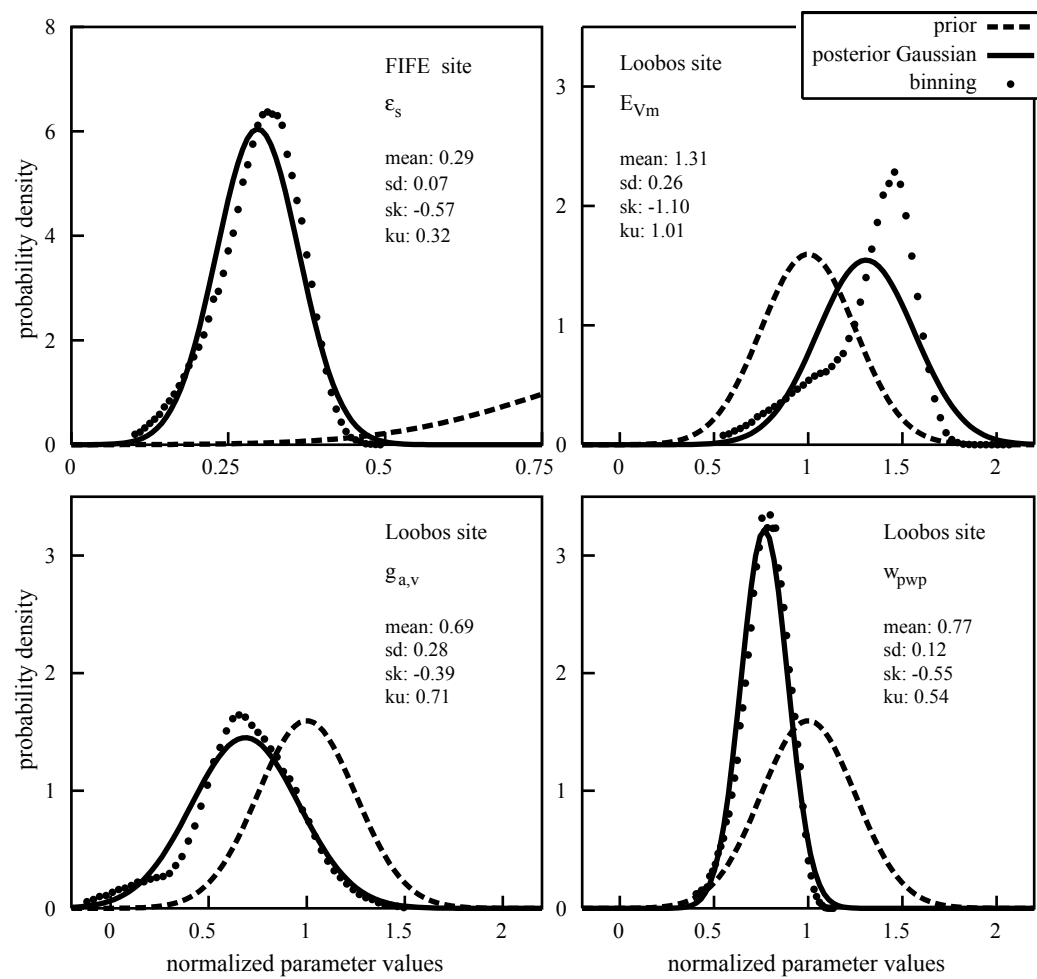 prior
posterior Gaussian
binning
8
6
4
2
0
probability density
FIFE site
εs
mean: 0.29
sd: 0.07
sk: -0.57
ku: 0.32
0 0.25 0.5 0.75
3
2
1
0
Loobos site
EVm
mean: 1.31
sd: 0.26
sk: -1.10
ku: 1.01
0 0.5 1 1.5 2
3
2
1
0
probability density
Loobos site
ga,v
mean: 0.69
sd: 0.28
sk: -0.39
ku: 0.71
0 0.5 1 1.5 2
normalized parameter values
3
2
1
0
Loobos site
wpwp
mean: 0.77
sd: 0.12
sk: -0.55
ku: 0.54
0 0.5 1 1.5 2
normalized parameter values